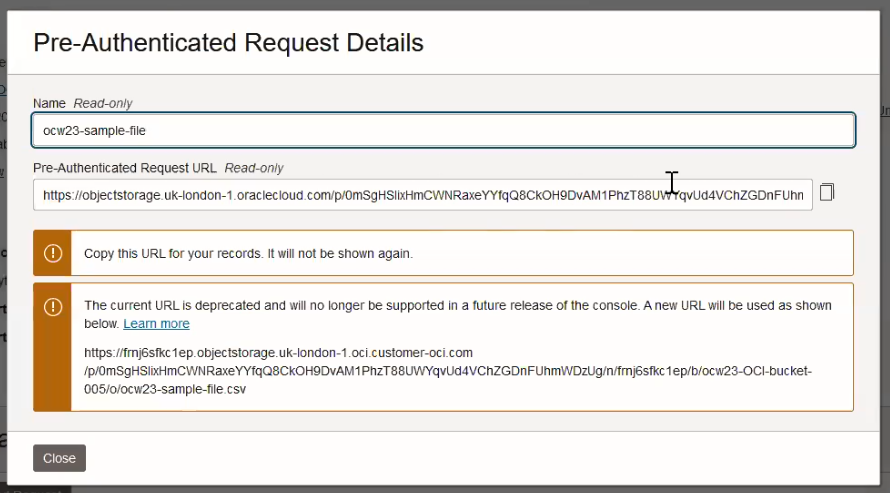 Pre-Authenticated Request Details
Name Read-only
ocw23-sample-file
Pre-Authenticated Request URL Read-only
https://objectstorage.uk-london-1.oraclecloud.com/p/0mSgHSlixHmCWNRaxeYYfqQ8CkOH9DvAM1PhzT88UWYqvUd4VChZGDnFUhn
Copy this URL for your records. It will not be shown again.
The current URL is deprecated and will no longer be supported in a future release of the console. A new URL will be used as shown
below. Learn more
https://frnj6sfkc1ep.objectstorage.uk-london-1.oci.customer-oci.com
/p/0mSgHSlixHmCWNRaxeYYfqQ8CkOH9DvAM1PhzT88UWYqvUd4VChZGDnFUhmWDzUg/n/frnj6sfkc1ep/b/ocw23-OCI-bucket-
005/o/ocw23-sample-file.csv
Close